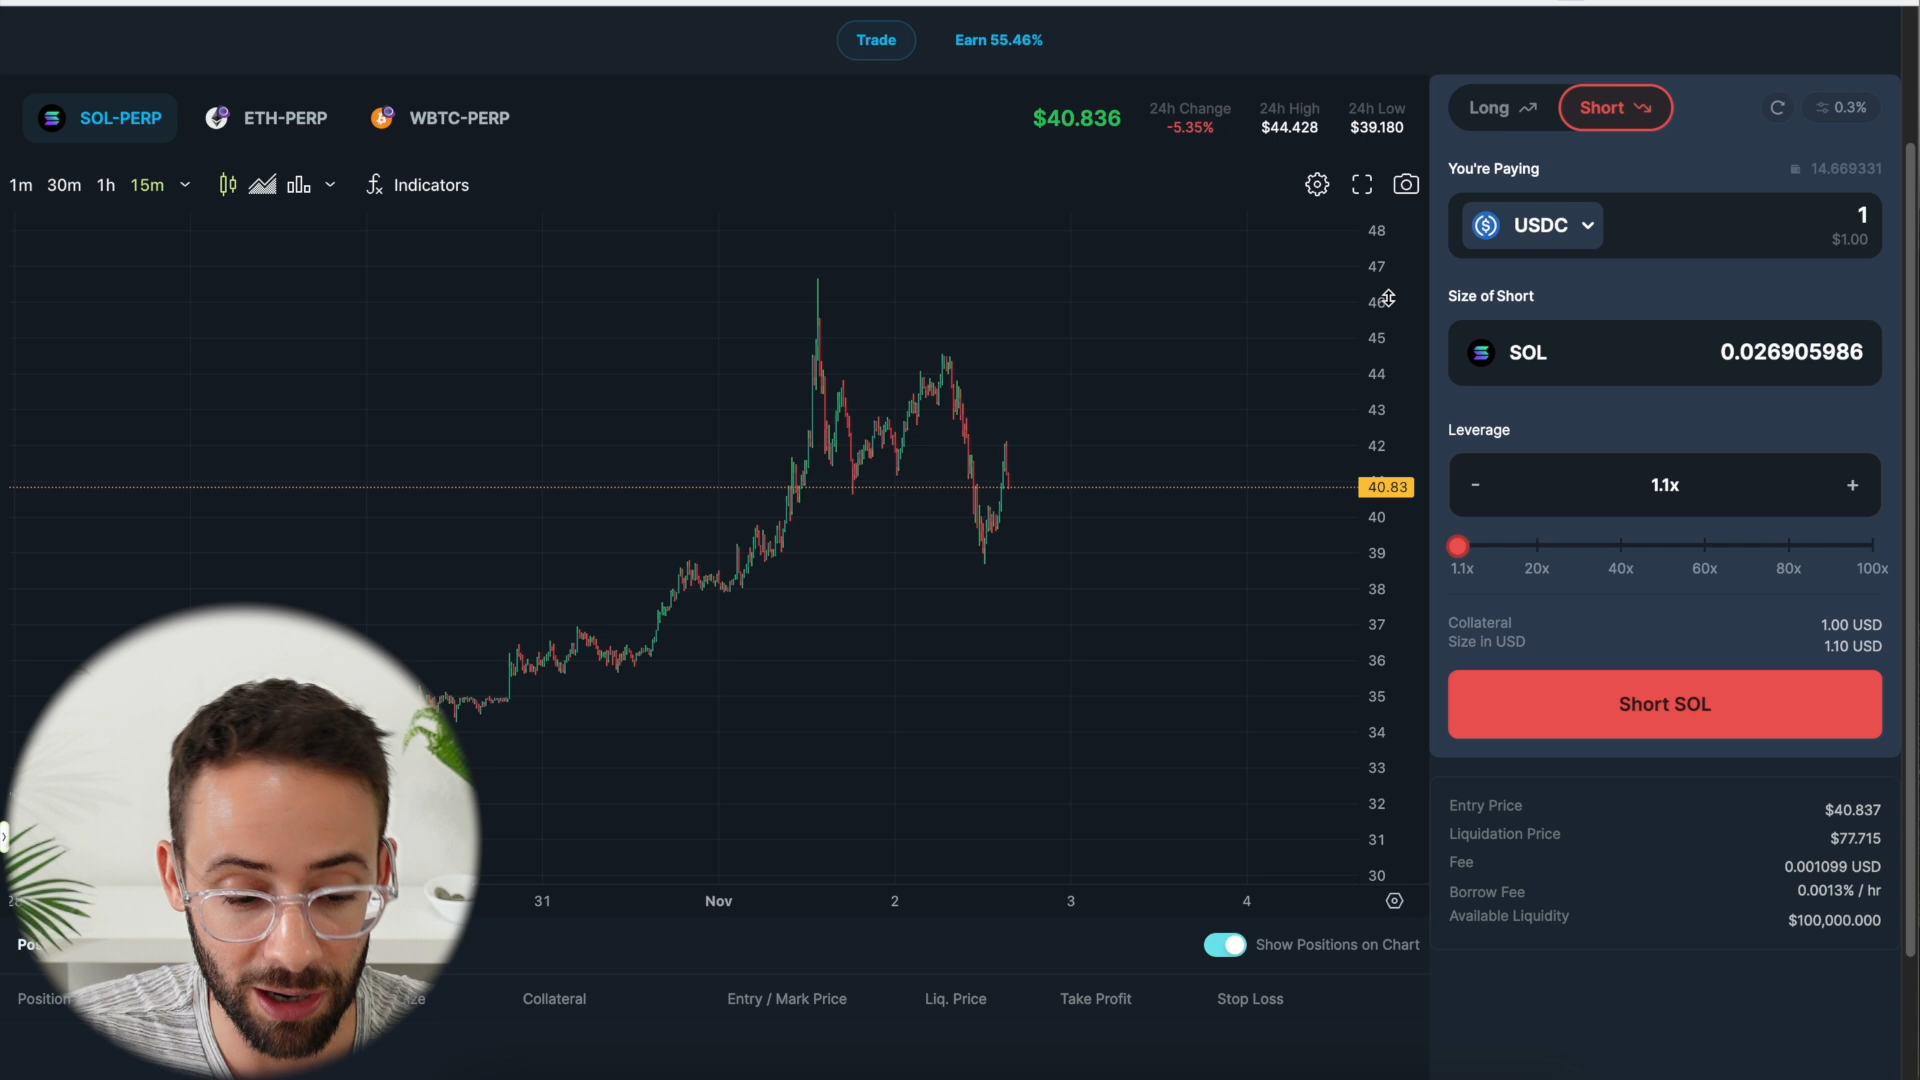 Trade
Earn 55.46%
SOL-PERP
ETH-PERP
WBTC-PERP
$40.836
24h Change
-5.35%
24h High
$44.428
24h Low
$39.180
1m 30m 1h 15m
Indicators
48
47
46
45
44
43
42
40.83
40
39
38
37
36
35
34
33
32
31
30
31 Nov 2 3 4
Show Positions on Chart
Position
Collateral
Entry / Mark Price
Liq. Price
Take Profit
Stop Loss
Long
Short
0.3%
You're Paying
14.669331
USDC
1
$1.00
Size of Short
SOL
0.026905986
Leverage
- 1.1x +
1.1x 20x 40x 60x 80x 100x
Collateral 1.00 USD
Size in USD 1.10 USD
Short SOL
Entry Price $40.837
Liquidation Price $77.715
Fee 0.001099 USD
Borrow Fee 0.0013% / hr
Available Liquidity $100,000.000